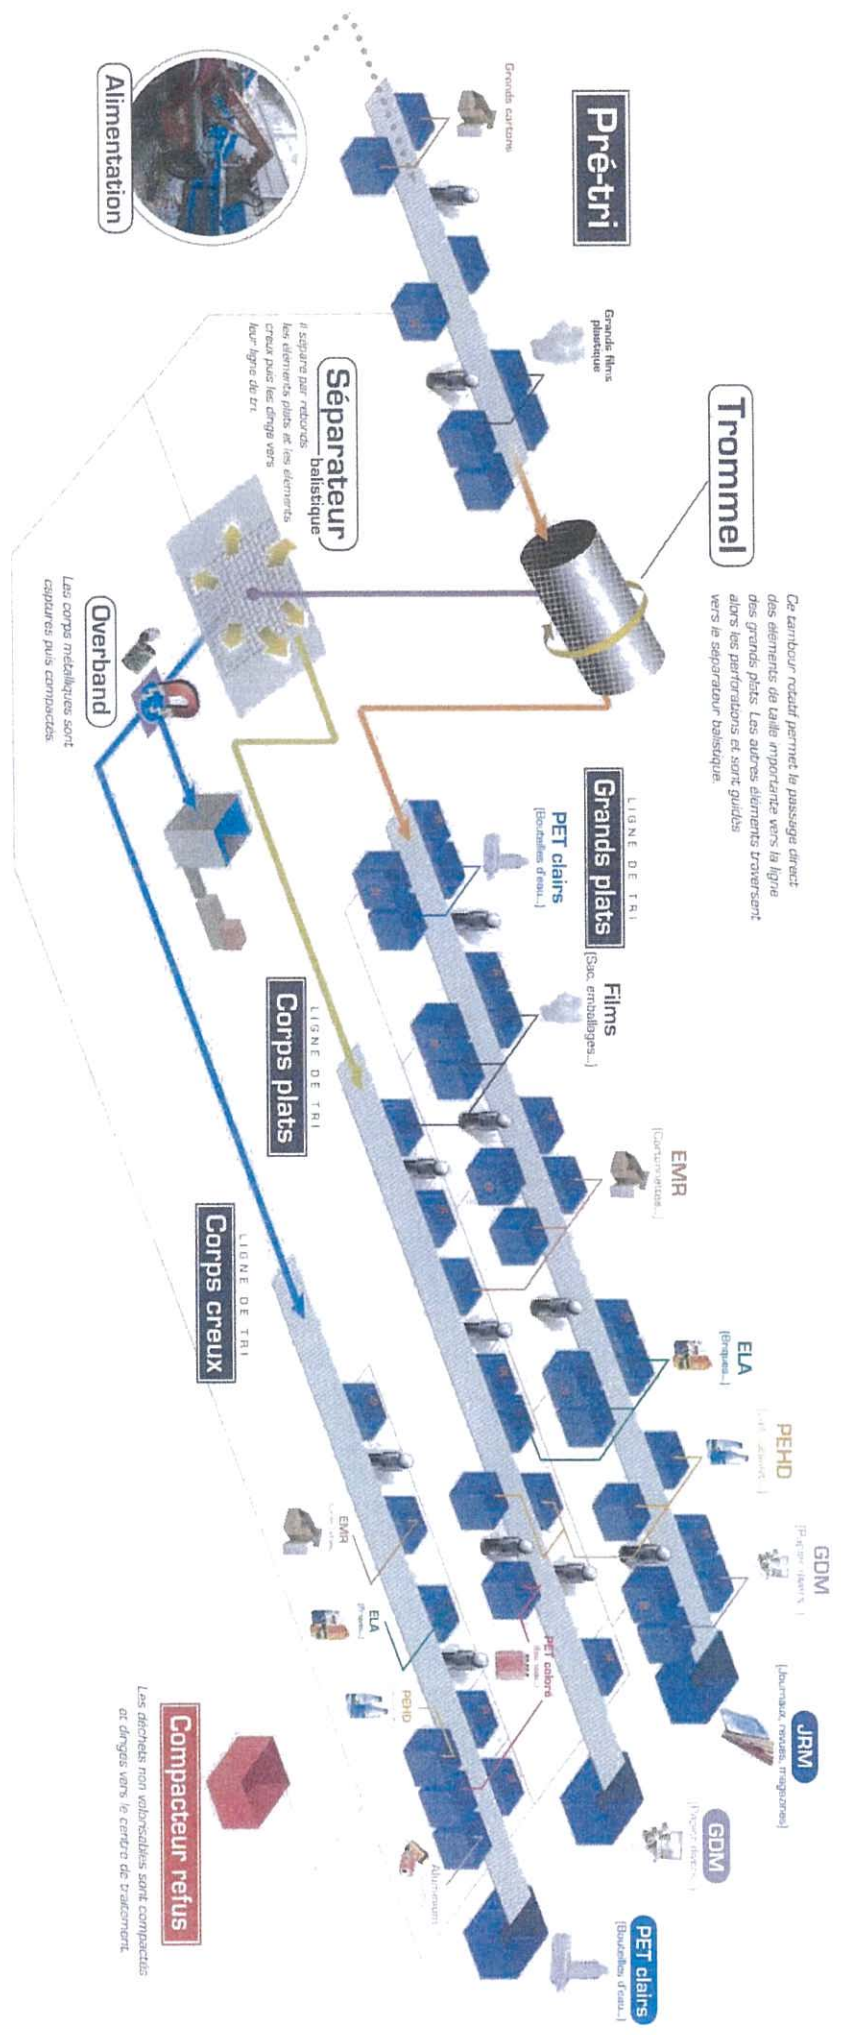 Pré-tri
Grands cartons
Alimentation
Grands films
plastique
Trommel
Ce tambour rotatif permet le passage direct
des éléments de taille importante vers la ligne
des grands plats. Les autres éléments traversent
alors les perforations et sont guidés
vers le séparateur balistique.
Séparateur
balistique
Il sépare par rebonds
les éléments plats et les éléments
creux puis les dirige vers
leur ligne de tri.
Overband
Les corps métalliques sont
capturés puis compactés.
LIGNE DE TRI
Grands plats
PET clairs
(Bouteilles d'eau...)
Films
(Sac, emballages...)
EMR
(Cartonnettes...)
ELA
(Briques...)
PEHD
GDM
JRM
(Journaux, revues, magazines)
LIGNE DE TRI
Corps plats
PET coloré
GDM
LIGNE DE TRI
Corps creux
EMR
ELA
(Briques...)
PEHD
Aluminium
PET clairs
(Bouteilles d'eau...)
Compacteur refus
Les déchets non valorisables sont compactés
et dirigés vers le centre de traitement.